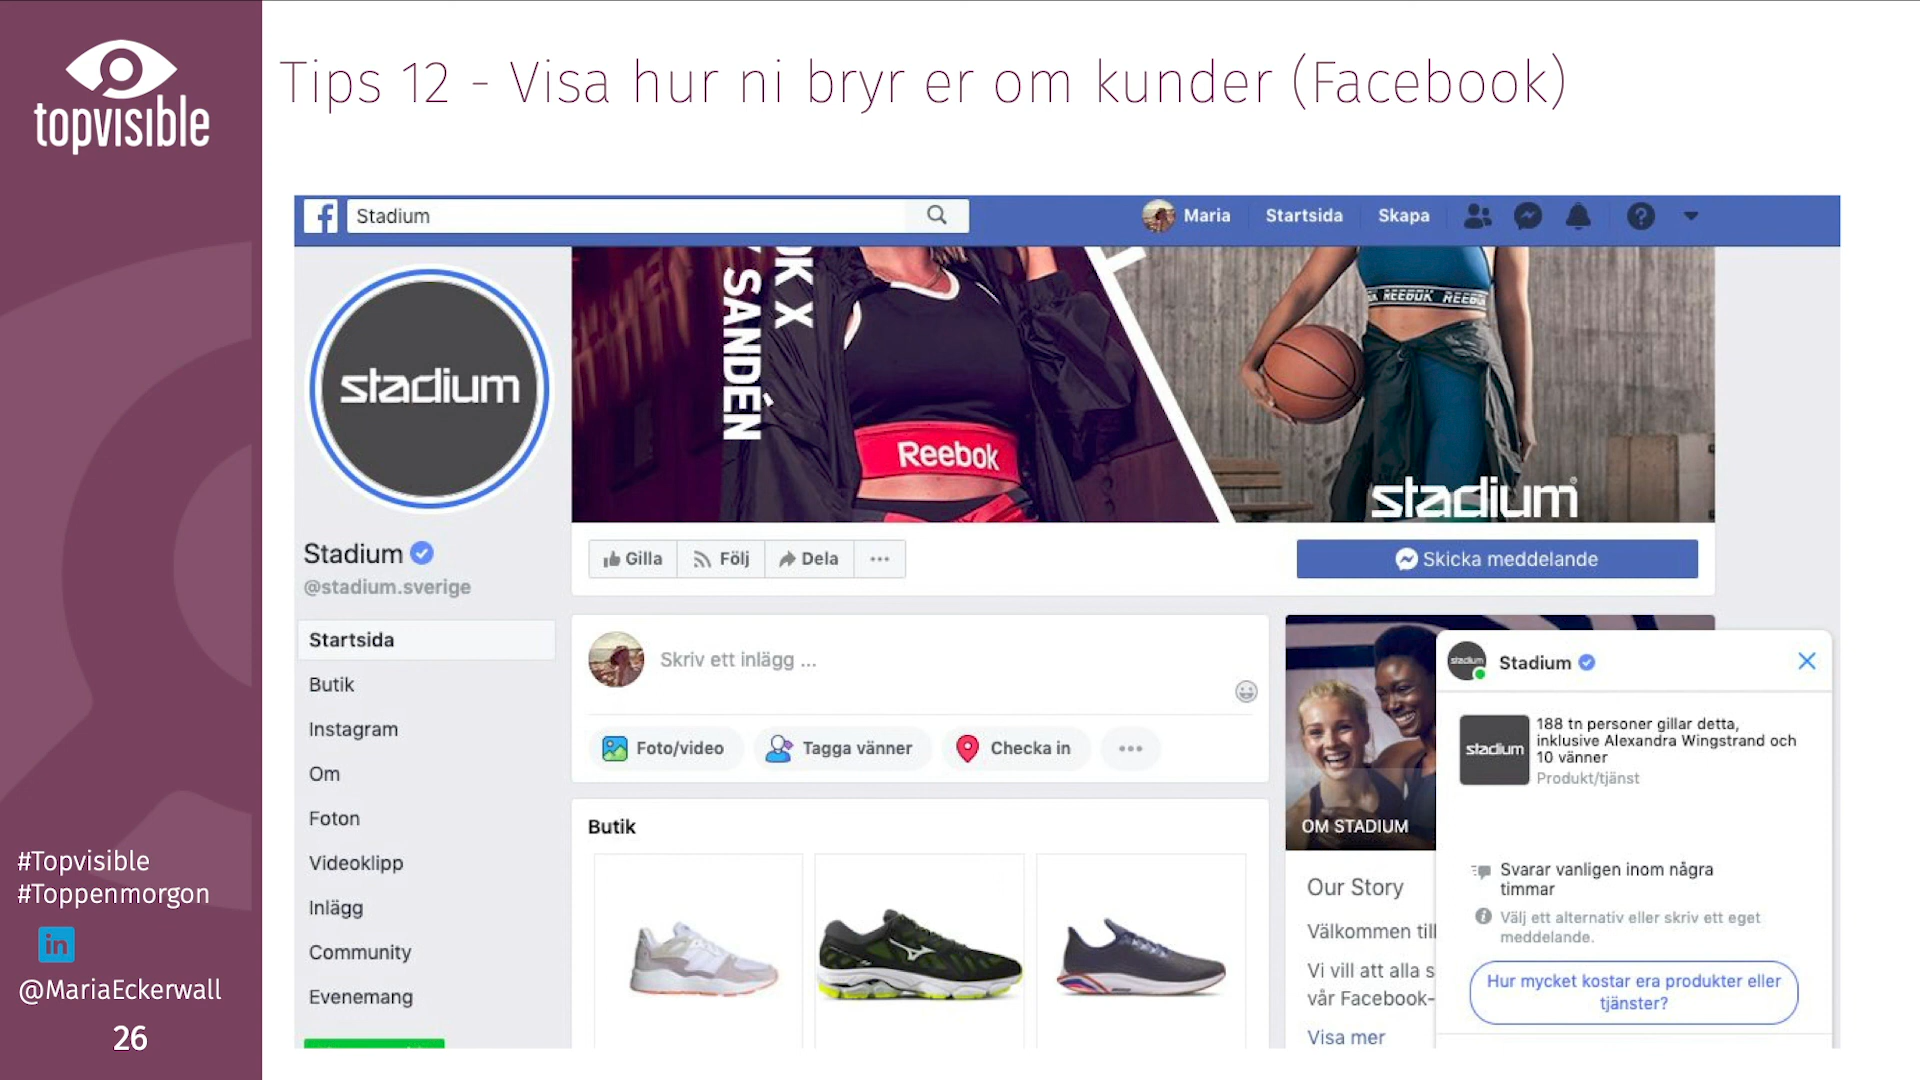 topvisible
Tips 12 - Visa hur ni bryr er om kunder (Facebook)
Stadium
Maria
Startsida
Skapa
stadium
OK X
SANDÉN
Reebok
REEBOK REEBOK
stadium
Stadium
@stadium.sverige
Gilla
Följ
Dela
Skicka meddelande
Startsida
Butik
Instagram
Om
Foton
Videoklipp
Inlägg
Community
Evenemang
Skriv ett inlägg ...
Foto/video
Tagga vänner
Checka in
Butik
OM STADIUM
Our Story
Välkommen till
Vi vill att alla s
vår Facebook-
Visa mer
stadium
Stadium
stadium
188 tn personer gillar detta,
inklusive Alexandra Wingstrand och
10 vänner
Produkt/tjänst
Svarar vanligen inom några
timmar
Välj ett alternativ eller skriv ett eget
meddelande.
Hur mycket kostar era produkter eller
tjänster?
#Topvisible
#Toppenmorgon
in
@MariaEckerwall
26